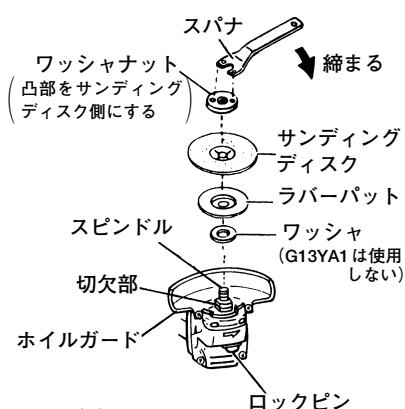 スパナ
締まる
ワッシャナット
(凸部をサンディング
ディスク側にする)
サンディング
ディスク
ラバーパット
ワッシャ
(G13YA1は使用
しない)
スピンドル
切欠部
ホイルガード
ロックピン